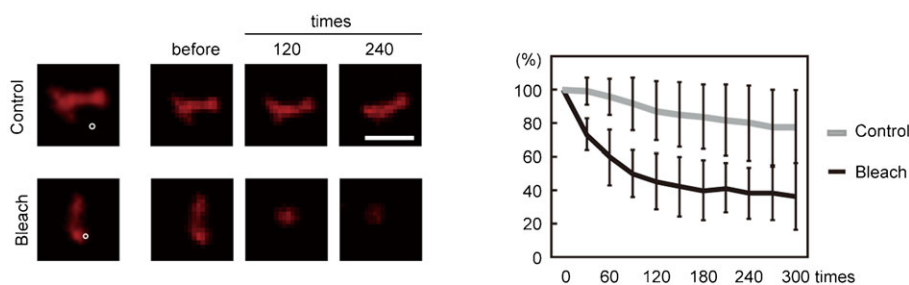 times
before 120 240
Control
Bleach
(%)
100
80
60
40
20
0
0 60 120 180 240 300 times
Control
Bleach